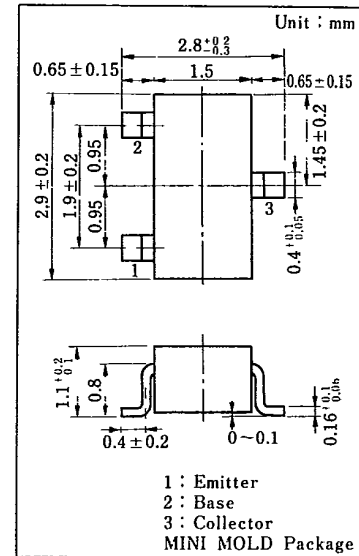 Unit : mm
2.8 +0.2 -0.3
0.65±0.15
1.5
0.65±0.15
2
1.45±0.2
2.9±0.2
1.9±0.2
0.95
0.95
3
0.4 +0.1 -0.05
1
1.1 +0.2 -0.1
0.8
0.4±0.2
0~0.1
0.16 +0.1 -0.06
1 : Emitter
2 : Base
3 : Collector
MINI MOLD Package